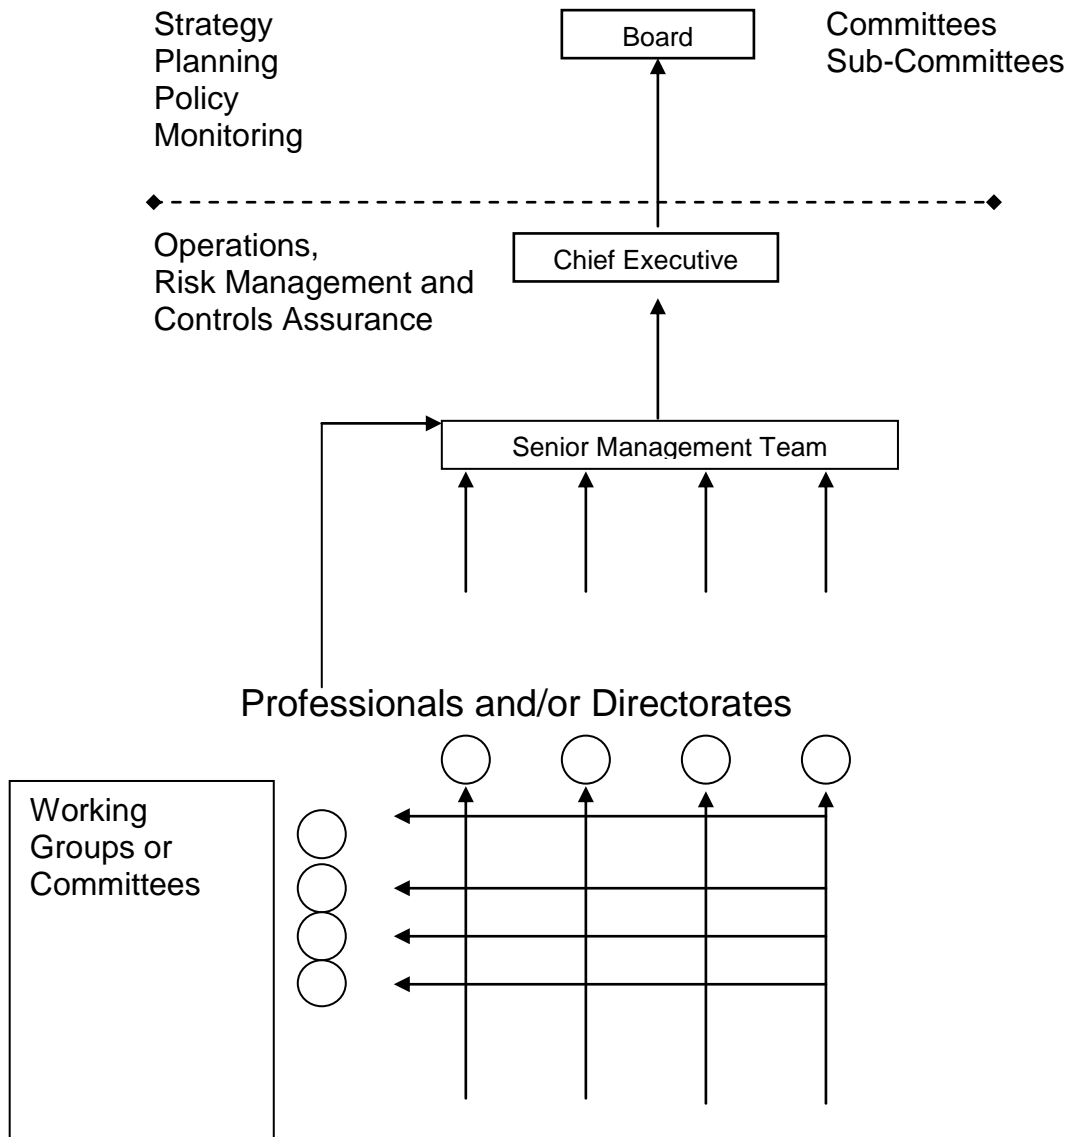 Strategy
Planning
Policy
Monitoring
Board
Committees
Sub-Committees
Operations,
Risk Management and
Controls Assurance
Chief Executive
Senior Management Team
Professionals and/or Directorates
Working
Groups or
Committees